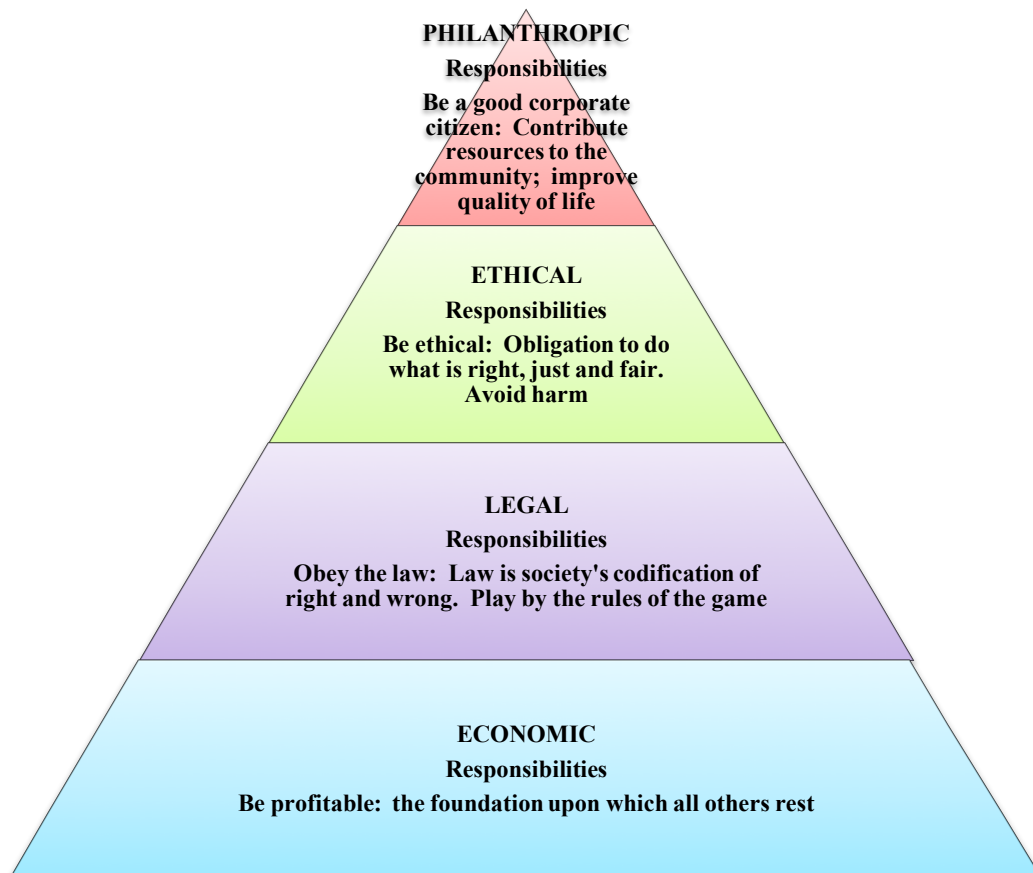 PHILANTHROPIC
Responsibilities
Be a good corporate
citizen:  Contribute
resources to the
community;  improve
quality of life
ETHICAL
Responsibilities
Be ethical:  Obligation to do
what is right, just and fair.
Avoid harm
LEGAL
Responsibilities
Obey the law:  Law is society's codification of
right and wrong.  Play by the rules of the game
ECONOMIC
Responsibilities
Be profitable:  the foundation upon which all others rest